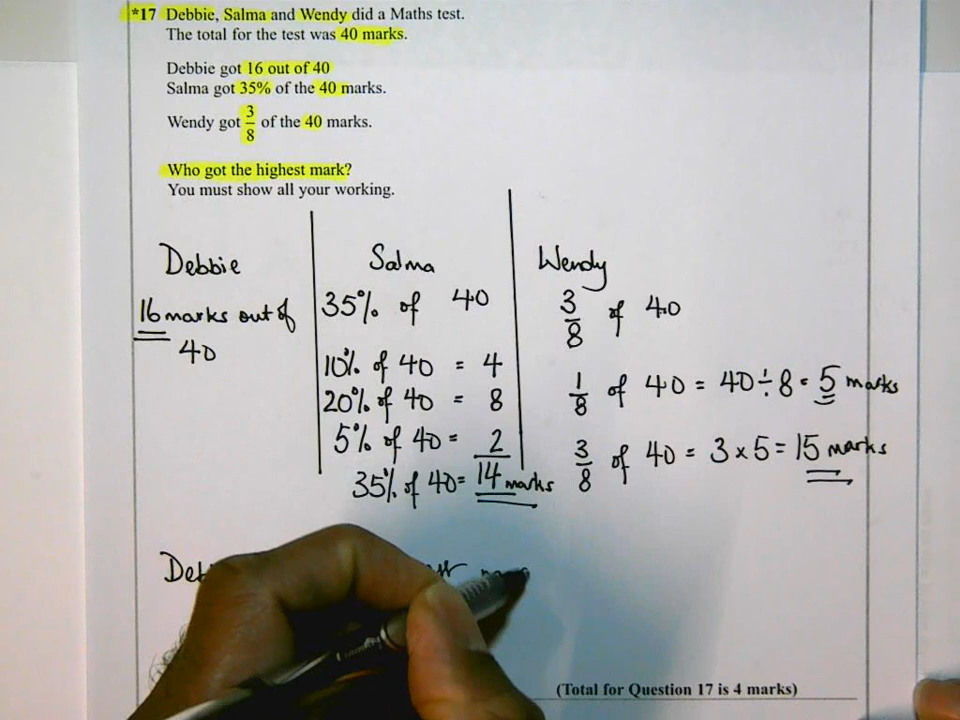 *17 Debbie, Salma and Wendy did a Maths test.
The total for the test was 40 marks.
Debbie got 16 out of 40
Salma got 35% of the 40 marks.
Wendy got 3/8 of the 40 marks.
Who got the highest mark?
You must show all your working.
Debbie
16 marks out of
40
Salma
35% of 40
10% of 40 = 4
20% of 40 = 8
5% of 40 = 2
35% of 40 = 14 marks
Wendy
3/8 of 40
1/8 of 40 = 40 ÷ 8 = 5 marks
3/8 of 40 = 3 × 5 = 15 marks
(Total for Question 17 is 4 marks)